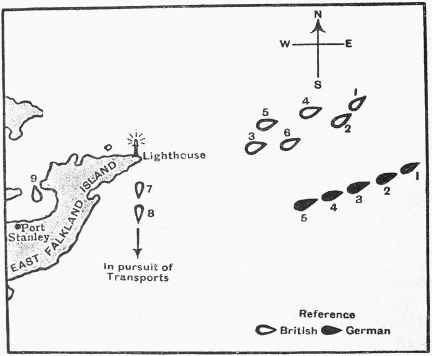 N
W E
S
1
4
5
2
3 6
Lighthouse
9
7
8
1
2
3
4
5
Port
Stanley
EAST FALKLAND ISLAND
In pursuit of
Transports
Reference
British German